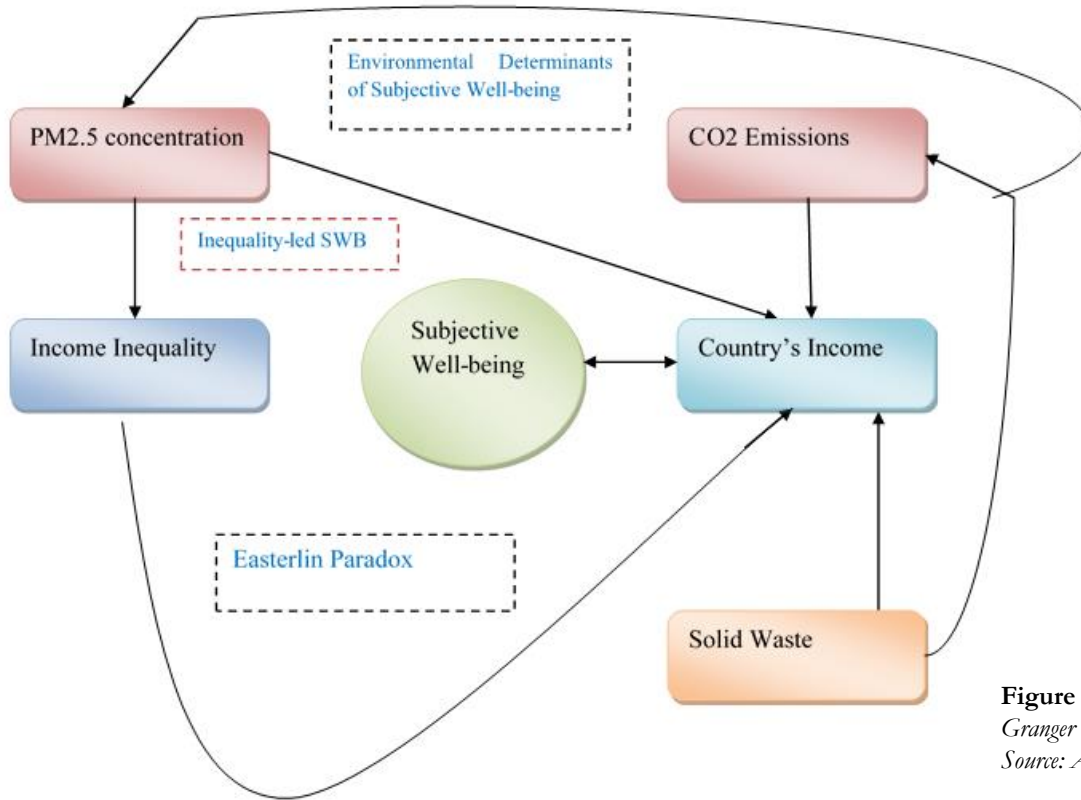 Environmental Determinants
of Subjective Well-being
PM2.5 concentration
CO2 Emissions
Inequality-led SWB
Income Inequality
Subjective
Well-being
Country's Income
Easterlin Paradox
Solid Waste
Figure
Granger
Source: